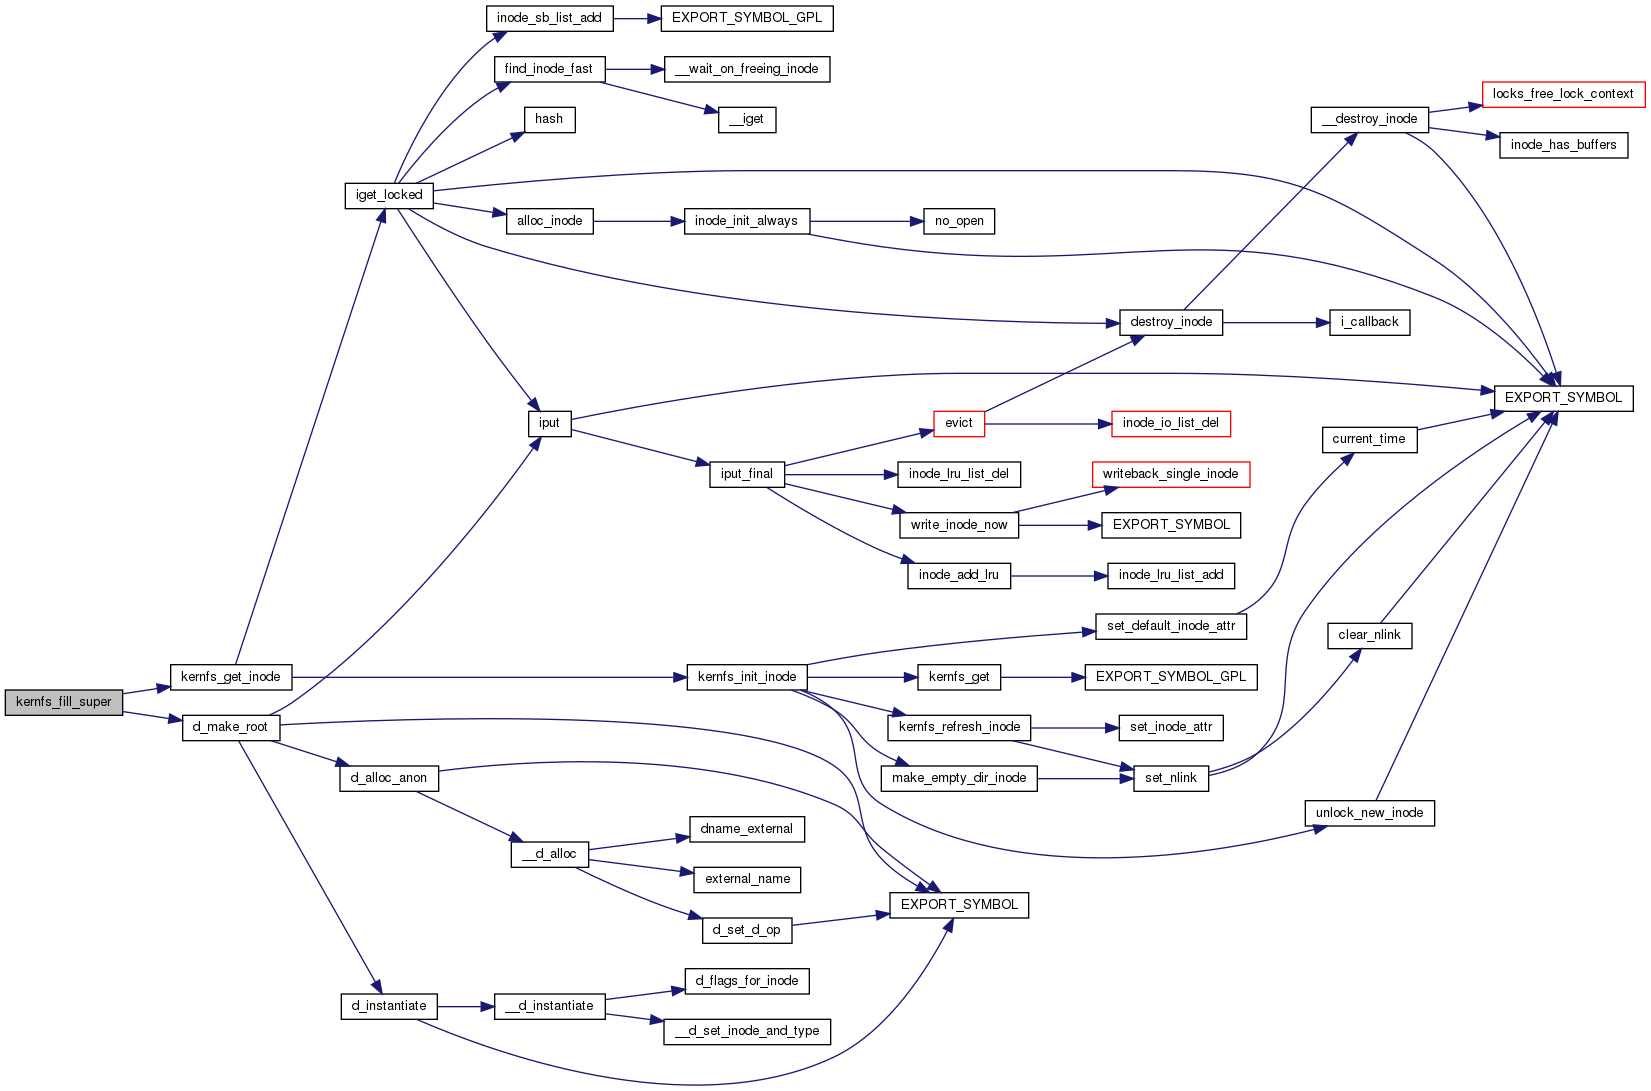 inode_sb_list_add
EXPORT_SYMBOL_GPL
find_inode_fast
__wait_on_freeing_inode
locks_free_lock_context
hash
__iget
__destroy_inode
inode_has_buffers
iget_locked
alloc_inode
inode_init_always
no_open
destroy_inode
i_callback
EXPORT_SYMBOL
iput
evict
inode_io_list_del
current_time
iput_final
inode_lru_list_del
writeback_single_inode
write_inode_now
EXPORT_SYMBOL
inode_add_lru
inode_lru_list_add
set_default_inode_attr
clear_nlink
kernfs_get_inode
kernfs_init_inode
kernfs_get
EXPORT_SYMBOL_GPL
kernfs_fill_super
d_make_root
kernfs_refresh_inode
set_inode_attr
d_alloc_anon
make_empty_dir_inode
set_nlink
unlock_new_inode
dname_external
__d_alloc
external_name
EXPORT_SYMBOL
d_set_d_op
d_flags_for_inode
d_instantiate
__d_instantiate
__d_set_inode_and_type